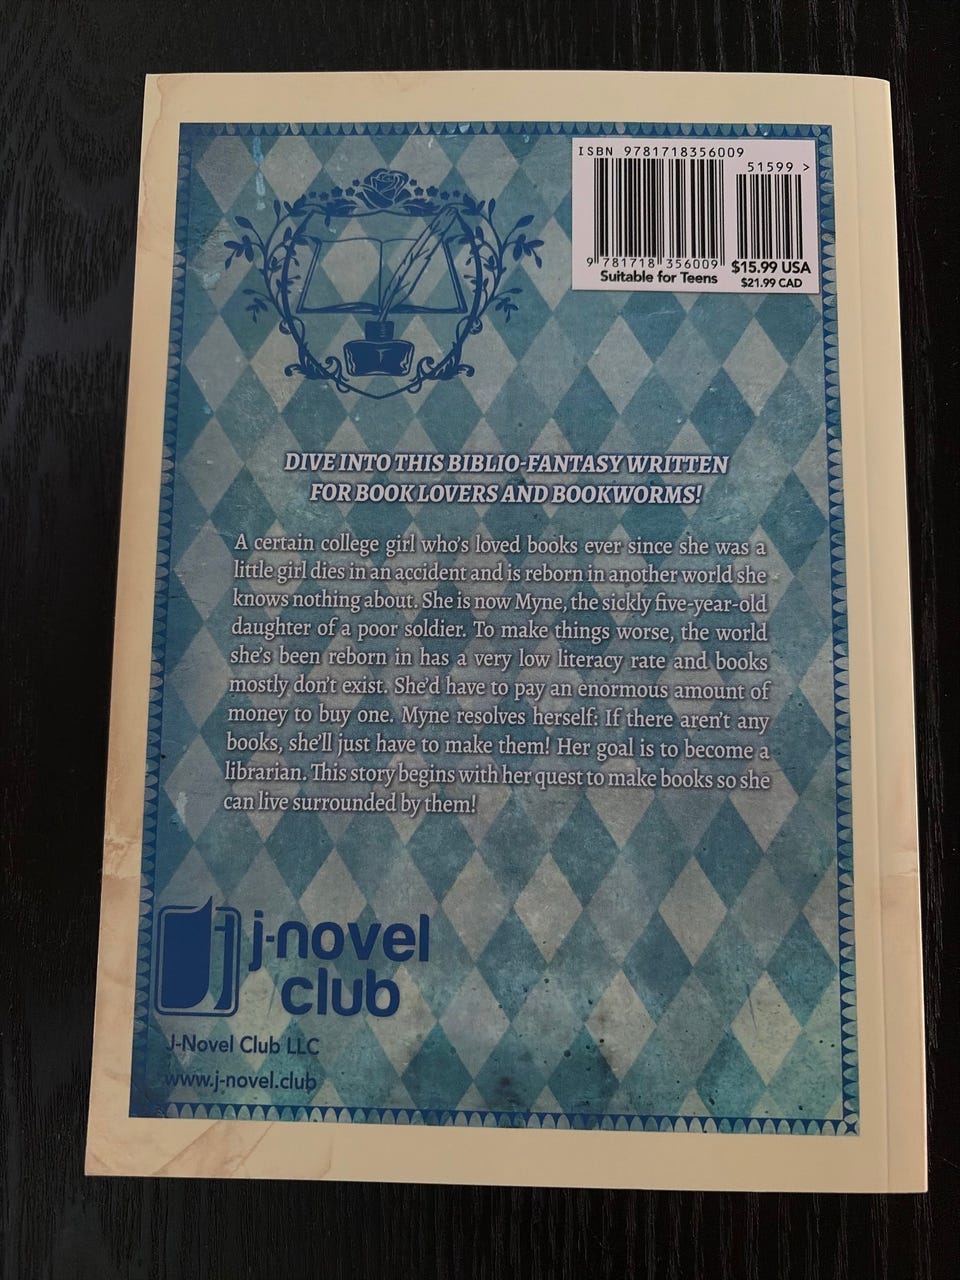 ISBN 9781718356009
51599 >
9 781718 356009
Suitable for Teens
$15.99 USA
$21.99 CAD
DIVE INTO THIS BIBLIO-FANTASY WRITTEN
FOR BOOK LOVERS AND BOOKWORMS!
A certain college girl who's loved books ever since she was a
little girl dies in an accident and is reborn in another world she
knows nothing about. She is now Myne, the sickly five-year-old
daughter of a poor soldier. To make things worse, the world
she's been reborn in has a very low literacy rate and books
mostly don't exist. She'd have to pay an enormous amount of
money to buy one. Myne resolves herself: If there aren't any
books, she'll just have to make them! Her goal is to become a
librarian. This story begins with her quest to make books so she
can live surrounded by them!
j-novel
club
J-Novel Club LLC
www.j-novel.club